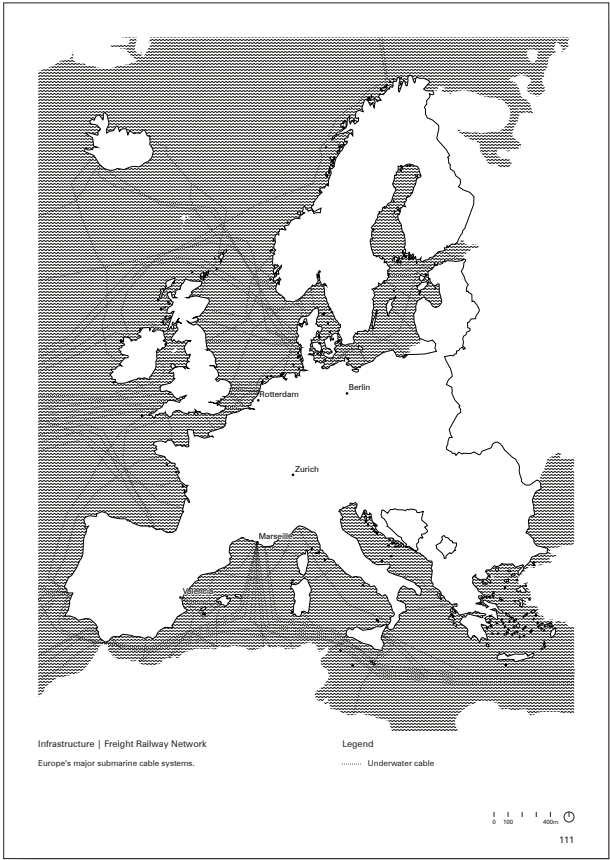 Rotterdam
Berlin
Zurich
Marseille
Valencia
Infrastructure | Freight Railway Network
Europe's major submarine cable systems.
Legend
Underwater cable
0 100 400m
111